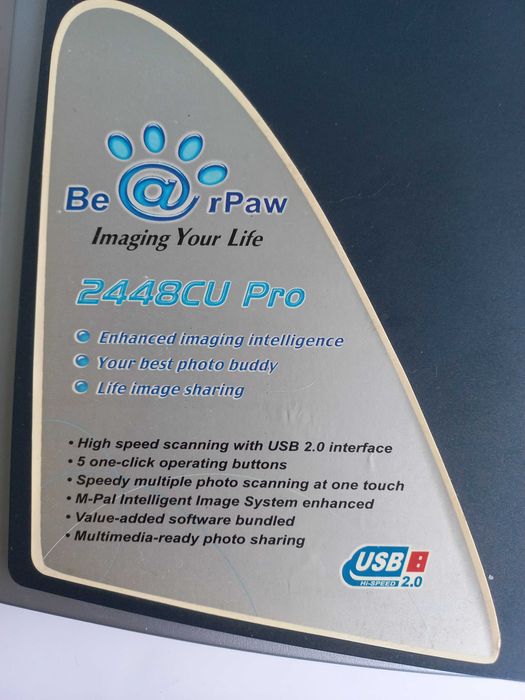 Be@rPaw
Imaging Your Life
2448CU Pro
Enhanced imaging intelligence
Your best photo buddy
Life image sharing
• High speed scanning with USB 2.0 interface
• 5 one-click operating buttons
• Speedy multiple photo scanning at one touch
• M-Pal Intelligent Image System enhanced
• Value-added software bundled
• Multimedia-ready photo sharing
USB
Hi-SPEED 2.0